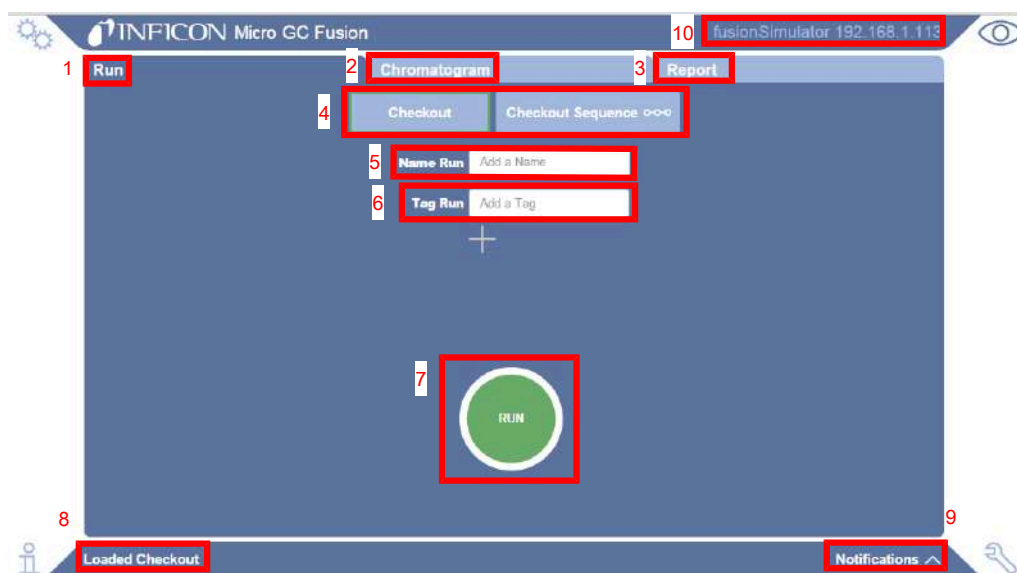 INFICON Micro GC Fusion
10 fusionSimulator 192.168.1.113
1 Run
2 Chromatogram
3 Report
4 Checkout Checkout Sequence
5 Name Run Add a Name
6 Tag Run Add a Tag
7 RUN
8 9
Loaded Checkout Notifications